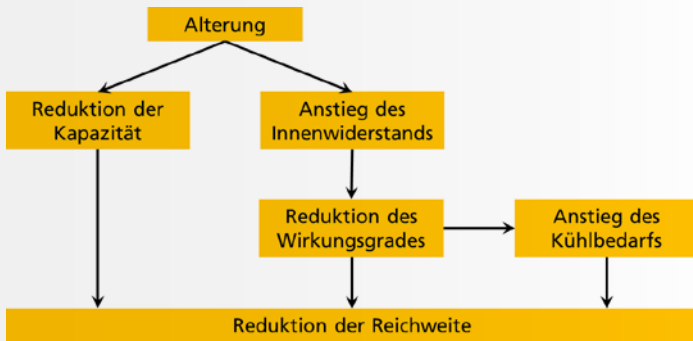 Alterung
Reduktion der
Kapazität
Anstieg des
Innenwiderstands
Reduktion des
Wirkungsgrades
Anstieg des
Kühlbedarfs
Reduktion der Reichweite